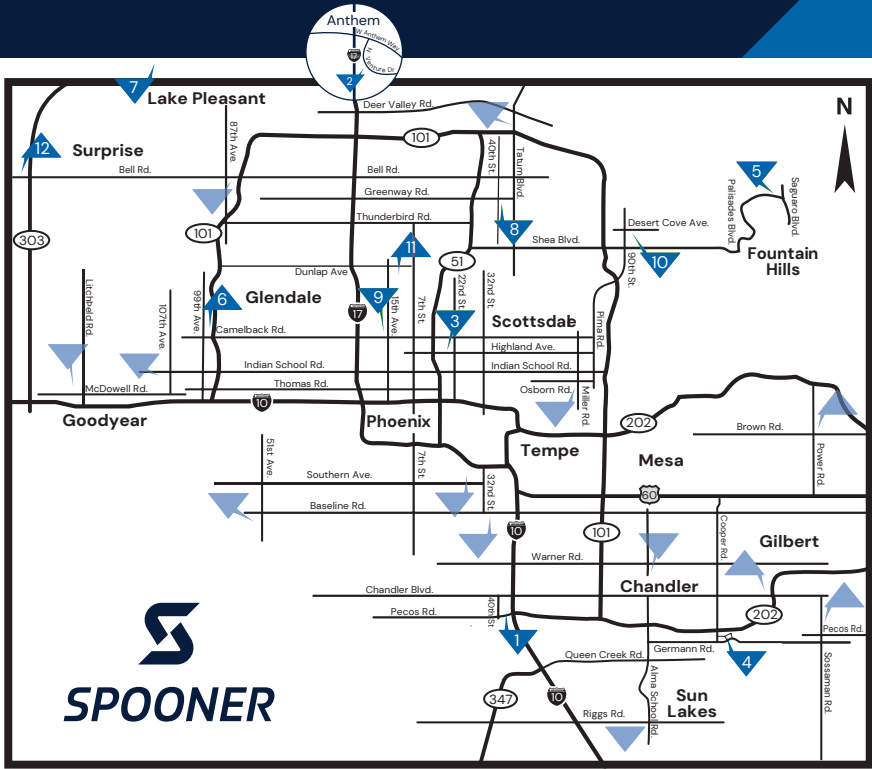 Anthem
W Anthem Way
N Venture Dr
17
2
7
Lake Pleasant
Deer Valley Rd.
N
12
Surprise
87th Ave.
101
40th St.
Tatum Blvd.
Bell Rd.
Bell Rd.
5
Palisades Blvd.
Saguaro Blvd.
Greenway Rd.
Thunderbird Rd.
8
Desert Cove Ave.
303
101
11
Shea Blvd.
Fountain
Hills
51
10
90th St.
Dunlap Ave
Litchbeld Rd.
107th Ave.
99th Ave.
6
Glendale
17
9
15th Ave.
7th St.
22nd St.
32nd St.
3
Scottsdale
Pima Rd.
Camelback Rd.
Highland Ave.
Indian School Rd.
Indian School Rd.
McDowell Rd.
Thomas Rd.
Osborn Rd.
Miller Rd.
10
Goodyear
Phoenix
202
Brown Rd.
Tempe
Mesa
Power Rd.
51st Ave.
7th St.
32nd St.
Southern Ave.
60
Baseline Rd.
10
101
Cooper Rd.
Gilbert
Warner Rd.
Chandler
Chandler Blvd.
40th St.
Pecos Rd.
202
1
Pecos Rd.
Germann Rd.
4
Queen Creek Rd.
Alma School Rd.
Sossaman Rd.
347
10
Sun
Lakes
Riggs Rd.
S
SPOONER